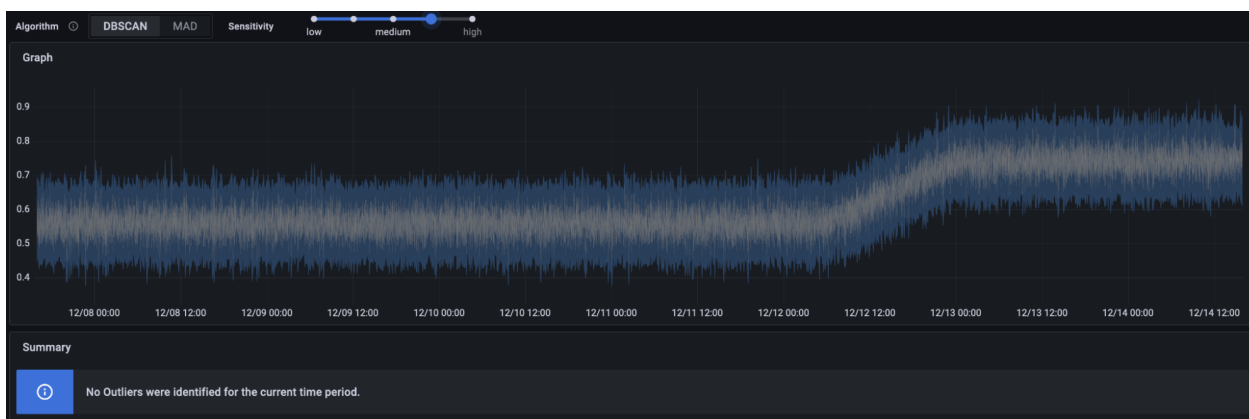 Algorithm DBSCAN MAD Sensitivity low medium high
Graph
0.9
0.8
0.7
0.6
0.5
0.4
12/08 00:00 12/08 12:00 12/09 00:00 12/09 12:00 12/10 00:00 12/10 12:00 12/11 00:00 12/11 12:00 12/12 00:00 12/12 12:00 12/13 00:00 12/13 12:00 12/14 00:00 12/14 12:00
Summary
No Outliers were identified for the current time period.